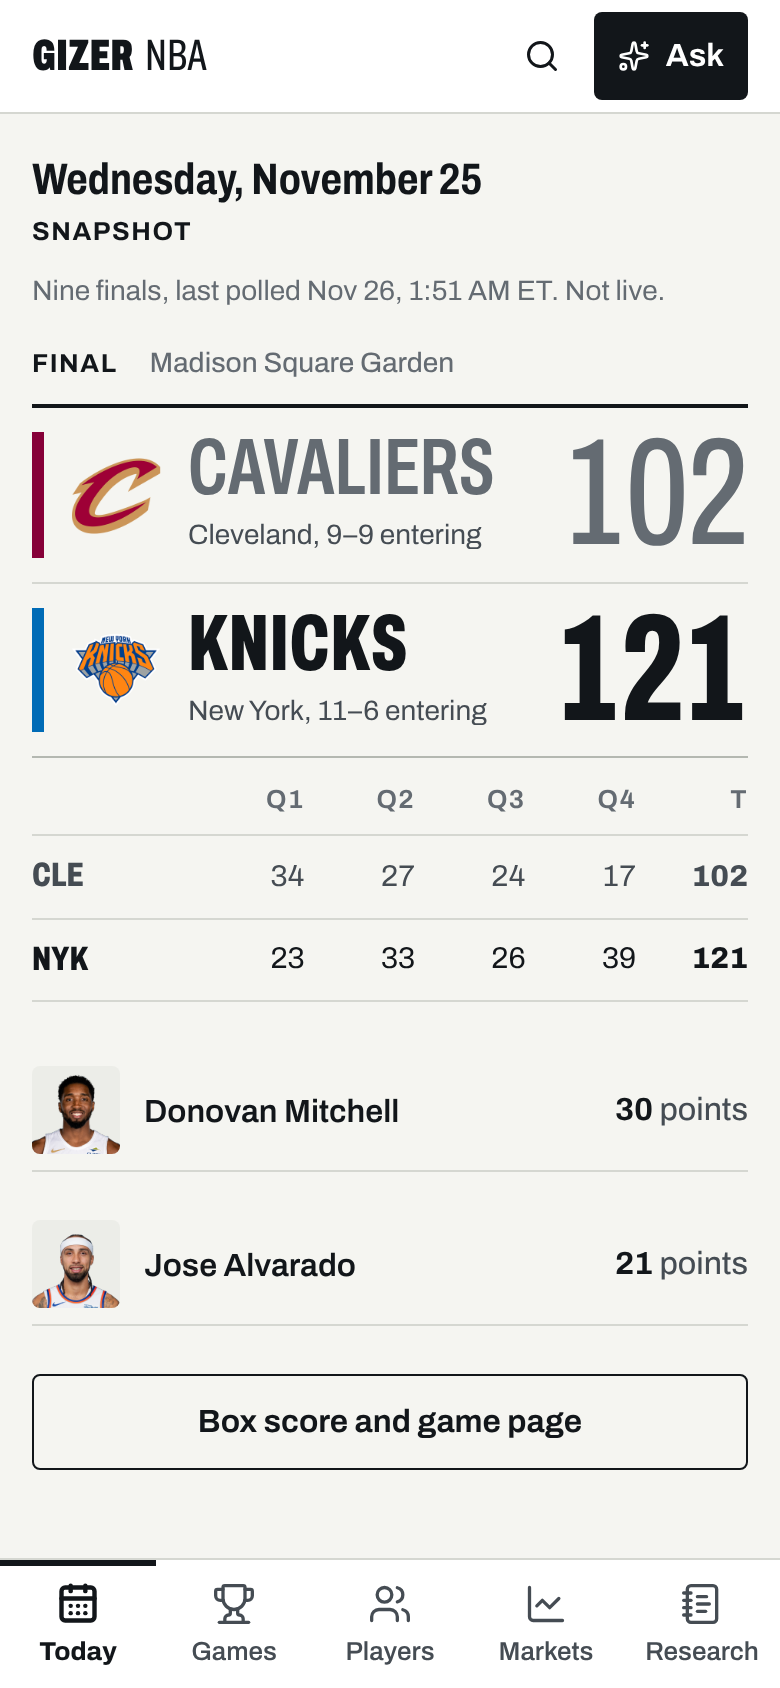 GIZER NBA
Ask
Wednesday, November 25
SNAPSHOT
Nine finals, last polled Nov 26, 1:51 AM ET. Not live.
FINAL Madison Square Garden
CAVALIERS 102
Cleveland, 9–9 entering
NEW YORK
KNICKS
KNICKS 121
New York, 11–6 entering
Q1 Q2 Q3 Q4 T
CLE 34 27 24 17 102
NYK 23 33 26 39 121
Donovan Mitchell 30 points
Jose Alvarado 21 points
Box score and game page
Today Games Players Markets Research